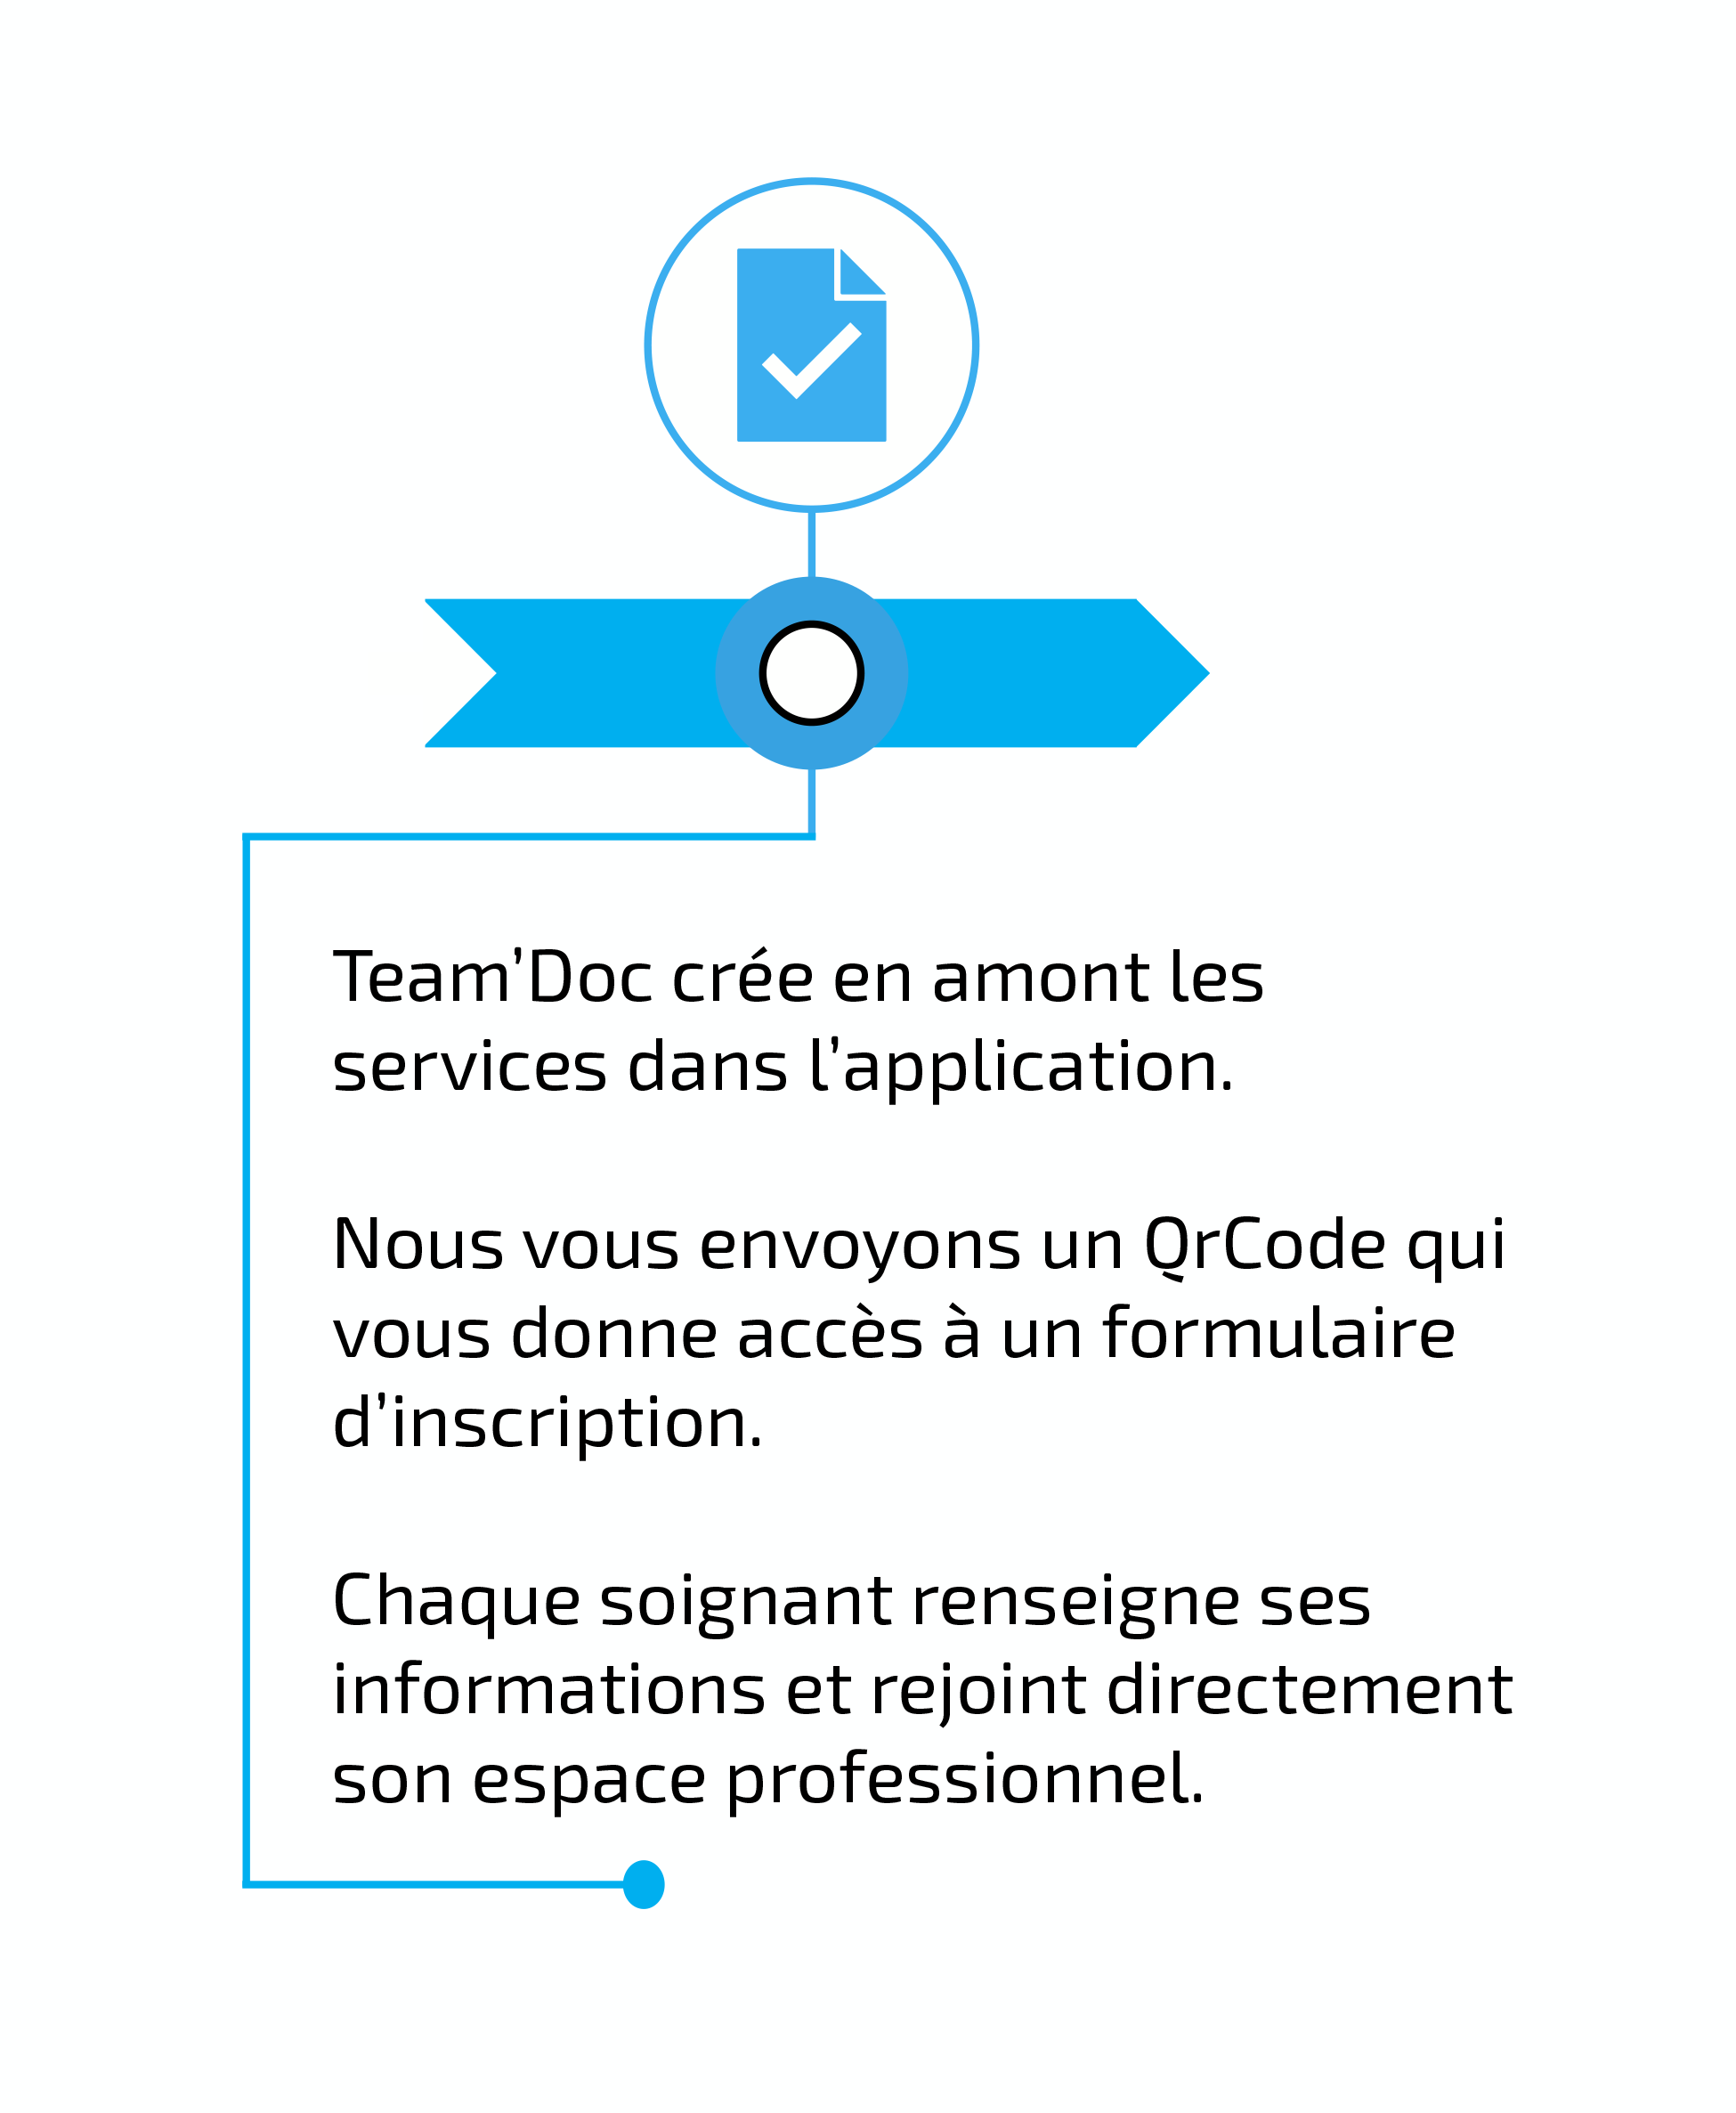 Team’Doc crée en amont les
services dans l’application.
Nous vous envoyons un QrCode qui
vous donne accès à un formulaire
d’inscription.
Chaque soignant renseigne ses
informations et rejoint directement
son espace professionnel.